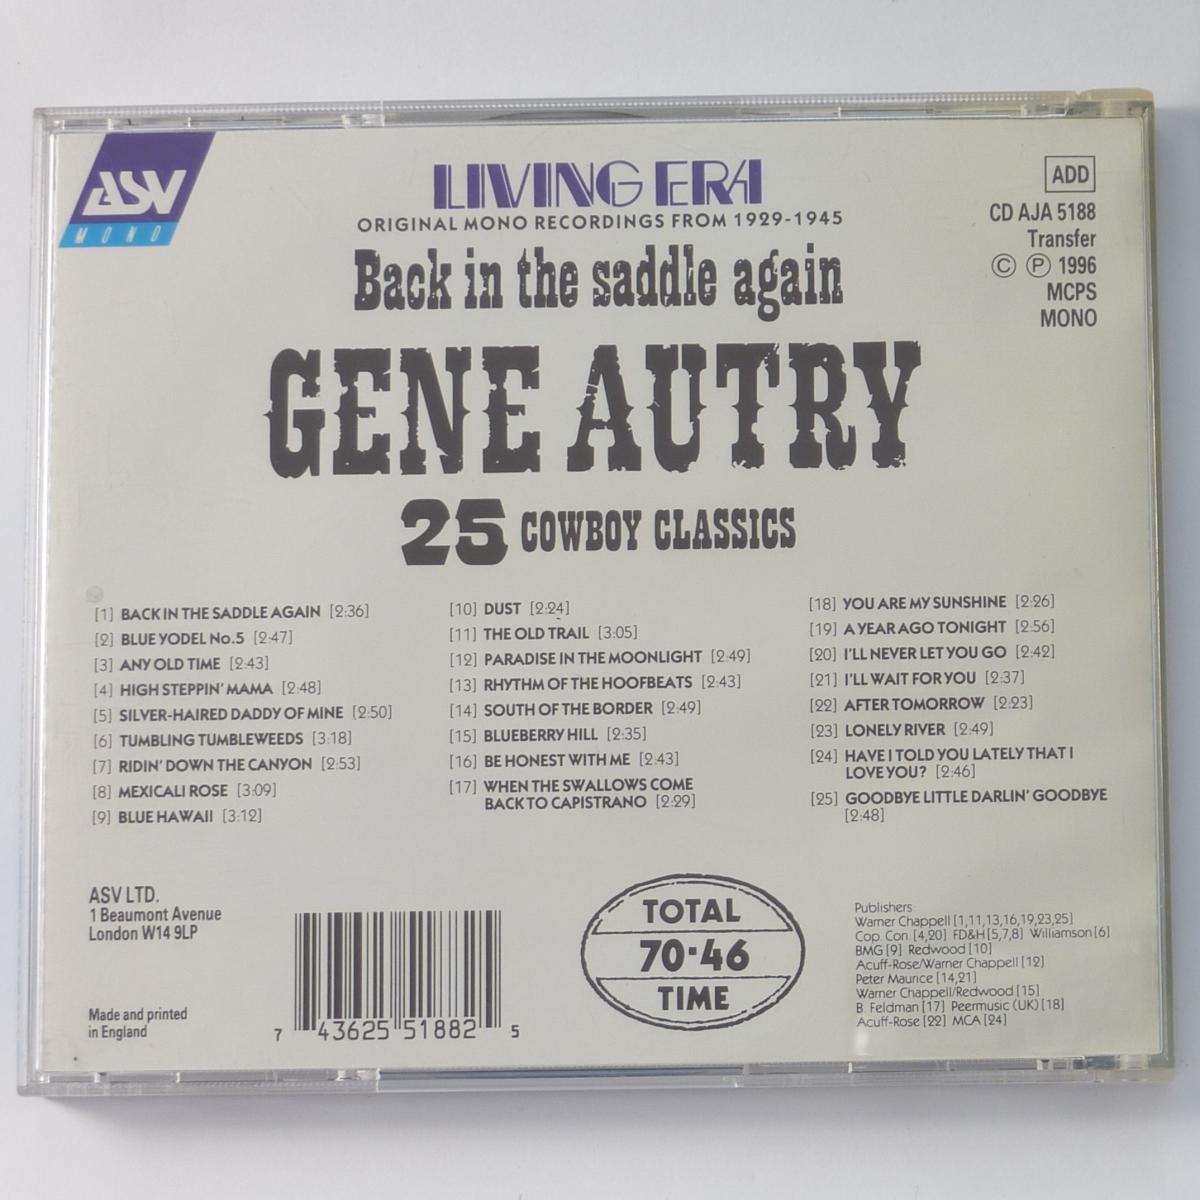 ASV
MONO
LIVING ERA
ORIGINAL MONO RECORDINGS FROM 1929-1945
Back in the saddle again
GENE AUTRY
25 COWBOY CLASSICS
ADD
CD AJA 5188
Transfer
Ⓒ Ⓟ 1996
MCPS
MONO
[1] BACK IN THE SADDLE AGAIN [2:36]
[2] BLUE YODEL No.5 [2:47]
[3] ANY OLD TIME [2:43]
[4] HIGH STEPPIN' MAMA [2:48]
[5] SILVER-HAIRED DADDY OF MINE [2:50]
[6] TUMBLING TUMBLEWEEDS [3:18]
[7] RIDIN' DOWN THE CANYON [2:53]
[8] MEXICALI ROSE [3:09]
[9] BLUE HAWAII [3:12]
[10] DUST [2:24]
[11] THE OLD TRAIL [3:05]
[12] PARADISE IN THE MOONLIGHT [2:49]
[13] RHYTHM OF THE HOOFBEATS [2:43]
[14] SOUTH OF THE BORDER [2:49]
[15] BLUEBERRY HILL [2:35]
[16] BE HONEST WITH ME [2:43]
[17] WHEN THE SWALLOWS COME
BACK TO CAPISTRANO [2:29]
[18] YOU ARE MY SUNSHINE [2:26]
[19] A YEAR AGO TONIGHT [2:56]
[20] I'LL NEVER LET YOU GO [2:42]
[21] I'LL WAIT FOR YOU [2:37]
[22] AFTER TOMORROW [2:23]
[23] LONELY RIVER [2:49]
[24] HAVE I TOLD YOU LATELY THAT I
LOVE YOU? [2:46]
[25] GOODBYE LITTLE DARLIN' GOODBYE
[2:48]
ASV LTD.
1 Beaumont Avenue
London W14 9LP
Made and printed
in England
7 43625 51882 5
TOTAL
70·46
TIME
Publishers:
Warner Chappell [1,11,13,16,19,23,25]
Cop. Con. [4,20] FD&H [5,7,8] Williamson [6]
BMG [9] Redwood [10]
Acuff-Rose/Warner Chappell [12]
Peter Maurice [14,21]
Warner Chappell/Redwood [15]
B. Feldman [17] Peermusic (UK) [18]
Acuff-Rose [22] MCA [24]